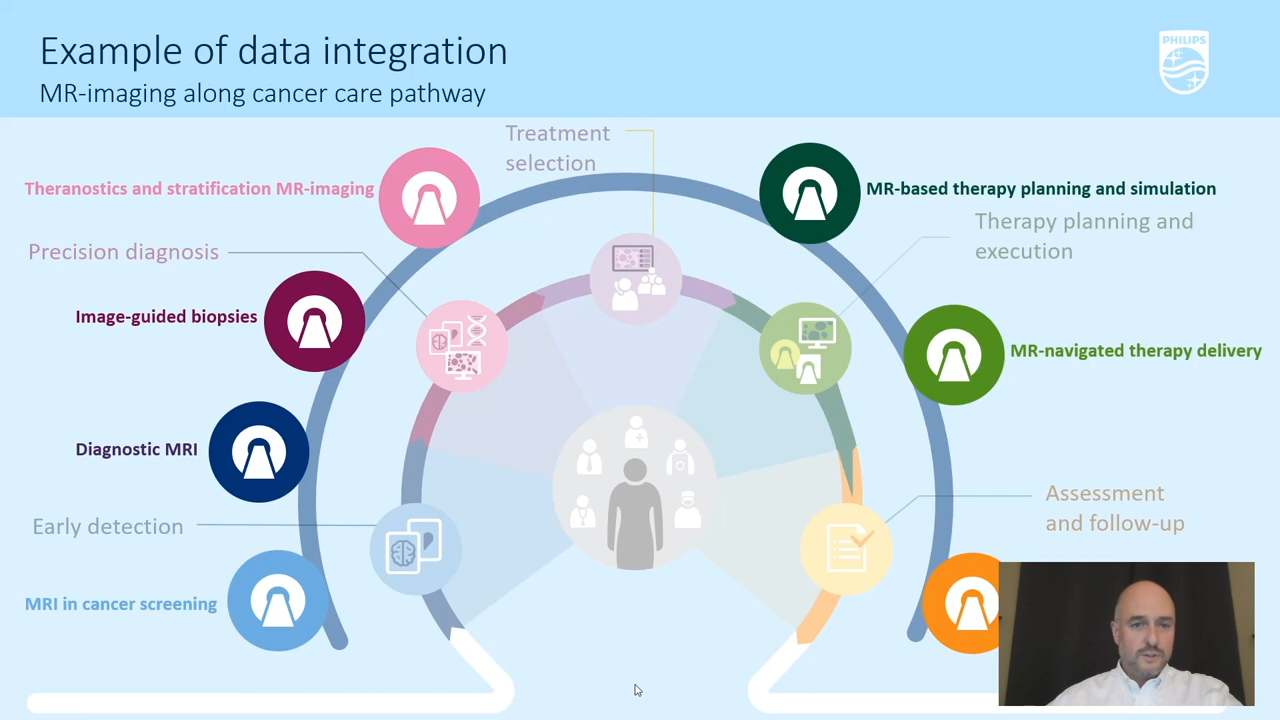 Example of data integration
MR-imaging along cancer care pathway
PHILIPS
Treatment
selection
Theranostics and stratification MR-imaging
MR-based therapy planning and simulation
Precision diagnosis
Therapy planning and
execution
Image-guided biopsies
MR-navigated therapy delivery
Diagnostic MRI
Early detection
Assessment
and follow-up
MRI in cancer screening